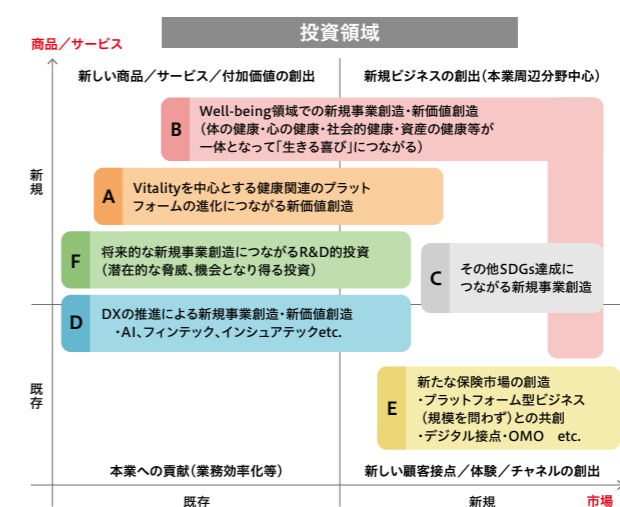 投資領域
商品／サービス
新しい商品／サービス／付加価値の創出
新規ビジネスの創出（本業周辺分野中心）
B
Well-being領域での新規事業創造・新価値創造
（体の健康・心の健康・社会的健康・資産の健康等が
一体となって「生きる喜び」につながる）
新規
A
Vitalityを中心とする健康関連のプラット
フォームの進化につながる新価値創造
F
将来的な新規事業創造につながるR&D的投資
（潜在的な脅威、機会となり得る投資）
C
その他SDGs達成に
つながる新規事業創造
D
DXの推進による新規事業創造・新価値創造
・AI、フィンテック、インシュアテックetc.
既存
E
新たな保険市場の創造
・プラットフォーム型ビジネス
（規模を問わず）との共創
・デジタル接点・OMO　etc.
本業への貢献（業務効率化等）
新しい顧客接点／体験／チャネルの創出
既存
新規
市場